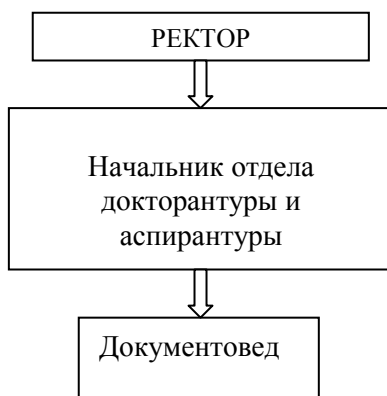 РЕКТОР
Начальник отдела
докторантуры и
аспирантуры
Документовед